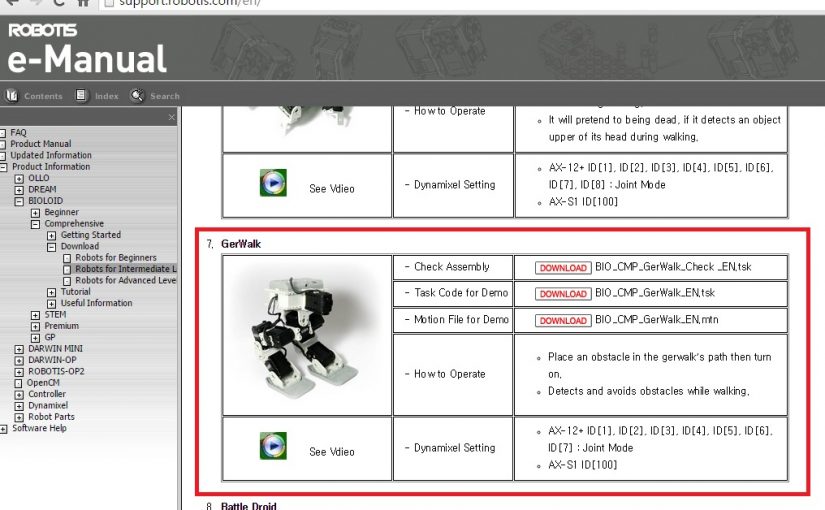 support.robotis.com/en/
ROBOTIS
e-Manual
Contents
Index
Search
FAQ
Product Manual
Updated Information
Product Information
OLLO
DREAM
BIOLOID
Beginner
Comprehensive
Getting Started
Download
Robots for Beginners
Robots for Intermediate L
Robots for Advanced Leve
Tutorial
Useful Information
STEM
Premium
GP
DARWIN MINI
DARWIN-OP
ROBOTIS-OP2
OpenCM
Controller
Dynamixel
Robot Parts
Software Help
- How to Operate
It will pretend to being dead, if it detects an object
upper of its head during walking.
See Vdieo
- Dynamixel Setting
AX-12+ ID[1], ID[2], ID[3], ID[4], ID[5], ID[6],
ID[7], ID[8] : Joint Mode
AX-S1 ID[100]
7. GerWalk
- Check Assembly
DOWNLOAD BIO_CMP_GerWalk_Check _EN.tsk
- Task Code for Demo
DOWNLOAD BIO_CMP_GerWalk_EN.tsk
- Motion File for Demo
DOWNLOAD BIO_CMP_GerWalk_EN.mtn
- How to Operate
Place an obstacle in the gerwalk's path then turn
on.
Detects and avoids obstacles while walking.
See Vdieo
- Dynamixel Setting
AX-12+ ID[1], ID[2], ID[3], ID[4], ID[5], ID[6],
ID[7] : Joint Mode
AX-S1 ID[100]
8. Battle Droid